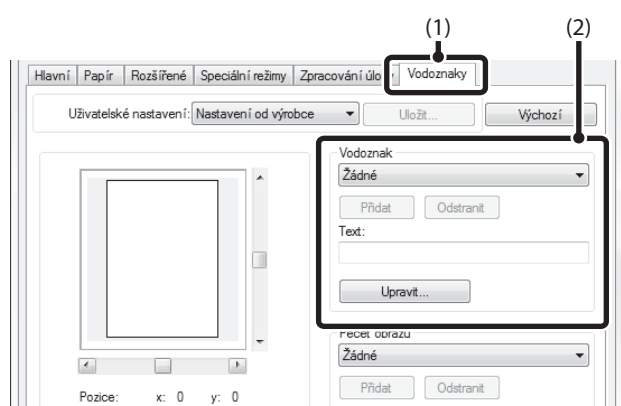 (1) (2)
Hlavní Papír Rozšířené Speciální režimy Zpracování úlo Vodoznaky
Uživatelské nastavení: Nastavení od výrobce Uložit... Výchozí
Vodoznak
Žádné
Přidat Odstranit
Text:
Upravit...
Pečeť obrazu
Žádné
Přidat Odstranit
Pozice: x: 0 y: 0